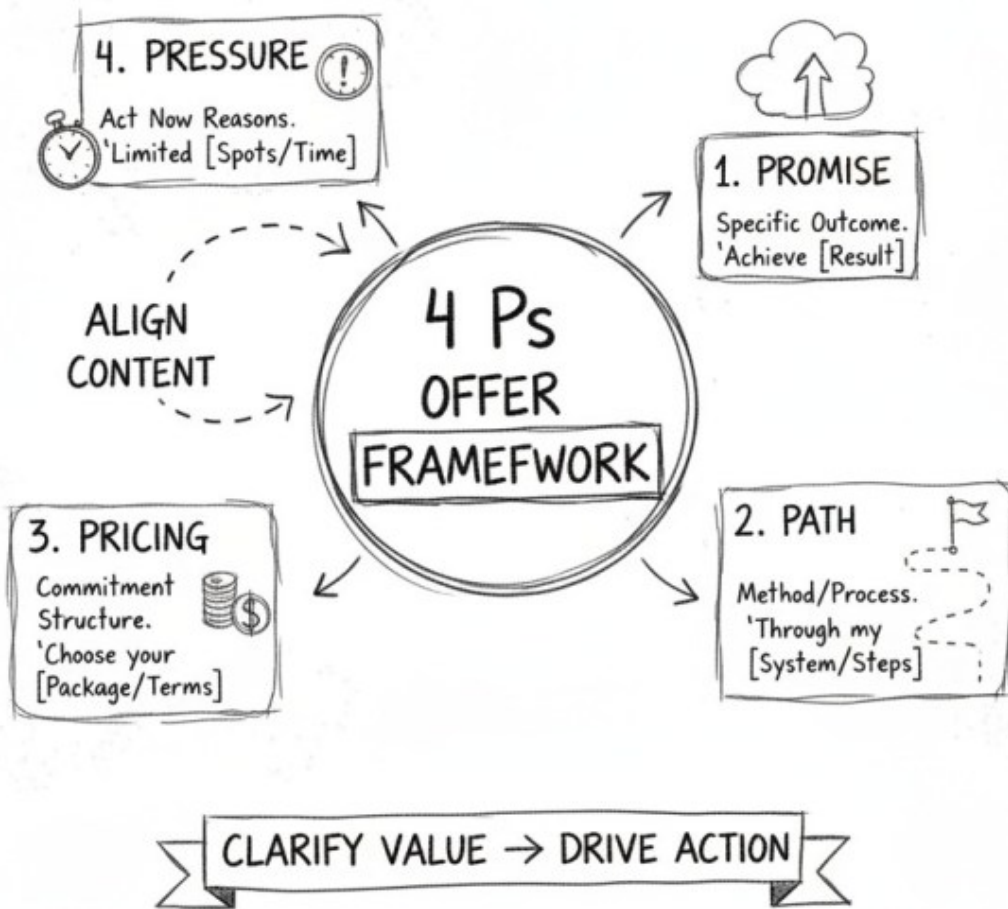 4. PRESSURE
Act Now Reasons.
'Limited [Spots/Time]
1. PROMISE
Specific Outcome.
'Achieve [Result]
ALIGN
CONTENT
4 Ps
OFFER
FRAMEFWORK
3. PRICING
Commitment
Structure.
'Choose your
[Package/Terms]
$
2. PATH
Method/Process.
'Through my
[System/Steps]
CLARIFY VALUE → DRIVE ACTION